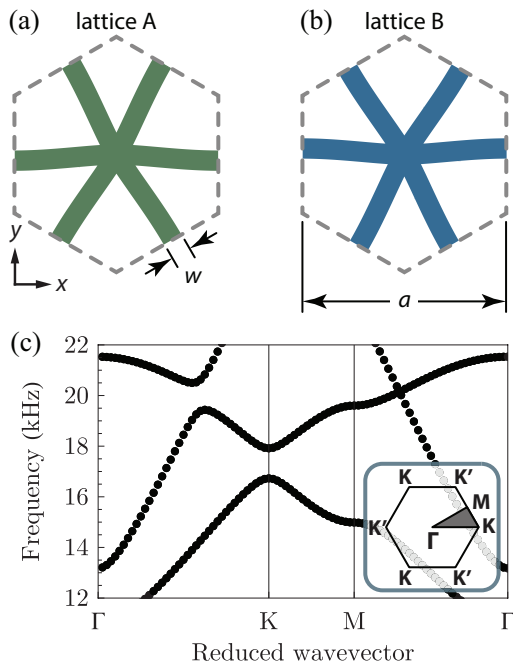 (a) lattice A
(b) lattice B
y
x
w
a
(c)
22
20
18
16
14
12
Frequency (kHz)
K K′
M
K′ Γ K
K K′
Γ K M Γ
Reduced wavevector